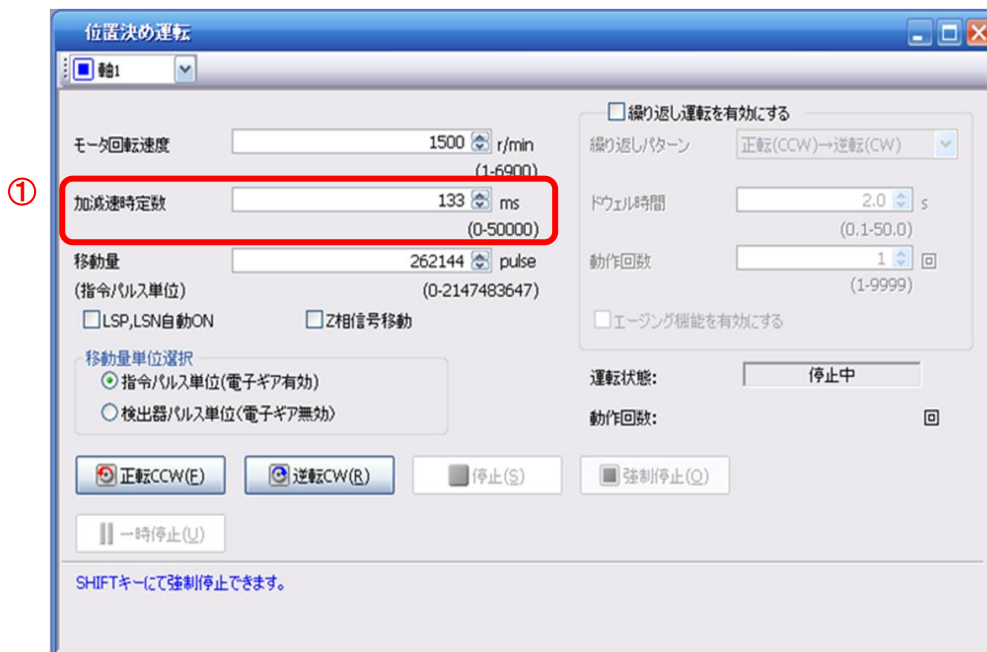 位置決め運転
軸1
①
モータ回転速度 1500 r/min
(1-6900)
加減速時定数 133 ms
(0-50000)
移動量 262144 pulse
(指令パルス単位) (0-2147483647)
LSP,LSN自動ON Z相信号移動
移動量単位選択
指令パルス単位(電子ギア有効)
検出器パルス単位(電子ギア無効)
繰り返し運転を有効にする
繰り返しパターン 正転(CCW)→逆転(CW)
ドウェル時間 2.0 s
(0.1-50.0)
動作回数 1 回
(1-9999)
エージング機能を有効にする
運転状態: 停止中
動作回数: 回
正転CCW(F) 逆転CW(R) 停止(S) 強制停止(O)
一時停止(U)
SHIFTキーにて強制停止できます。